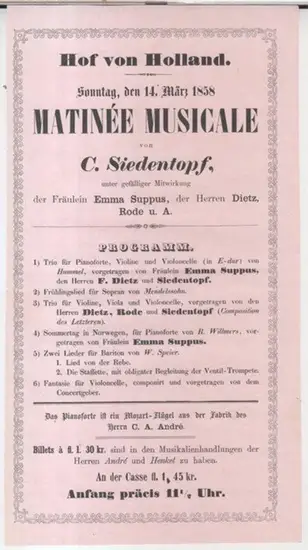 Hof von Holland.
Sonntag, den 14. März 1858
MATINÉE MUSICALE
von
C. Siedentopf,
unter gefälliger Mitwirkung
der Fräulein Emma Suppus, der Herren Dietz,
Rode u. A.
PROGRAMM.
1) Trio für Pianoforte, Violine und Violoncelle (in E-dur) von
Hummel, vorgetragen von Fräulein Emma Suppus,
den Herren F. Dietz und Siedentopf.
2) Frühlingslied für Sopran von Mendelssohn.
3) Trio für Violine, Viola und Violoncelle, vorgetragen von den
Herren Dietz, Rode und Siedentopf (Composition
des Letzteren).
4) Sommertag in Norwegen, für Pianoforte von R. Willmers, vor-
getragen von Fräulein Emma Suppus.
5) Zwei Lieder für Bariton von W. Speier.
1. Lied von der Rebe.
2. Die Staffette, mit obligater Begleitung der Ventil-Trompete.
6) Fantasie für Violoncelle, componirt und vorgetragen von dem
Concertgeber.
Das Pianoforte ist ein Mozart-Flügel aus der Fabrik des
Herrn C. A. André.
Billets à fl. 1. 30 kr. sind in den Musikalienhandlungen der
Herren André und Henkel zu haben.
An der Casse fl. 1, 45 kr.
Anfang präcis 11½ Uhr.